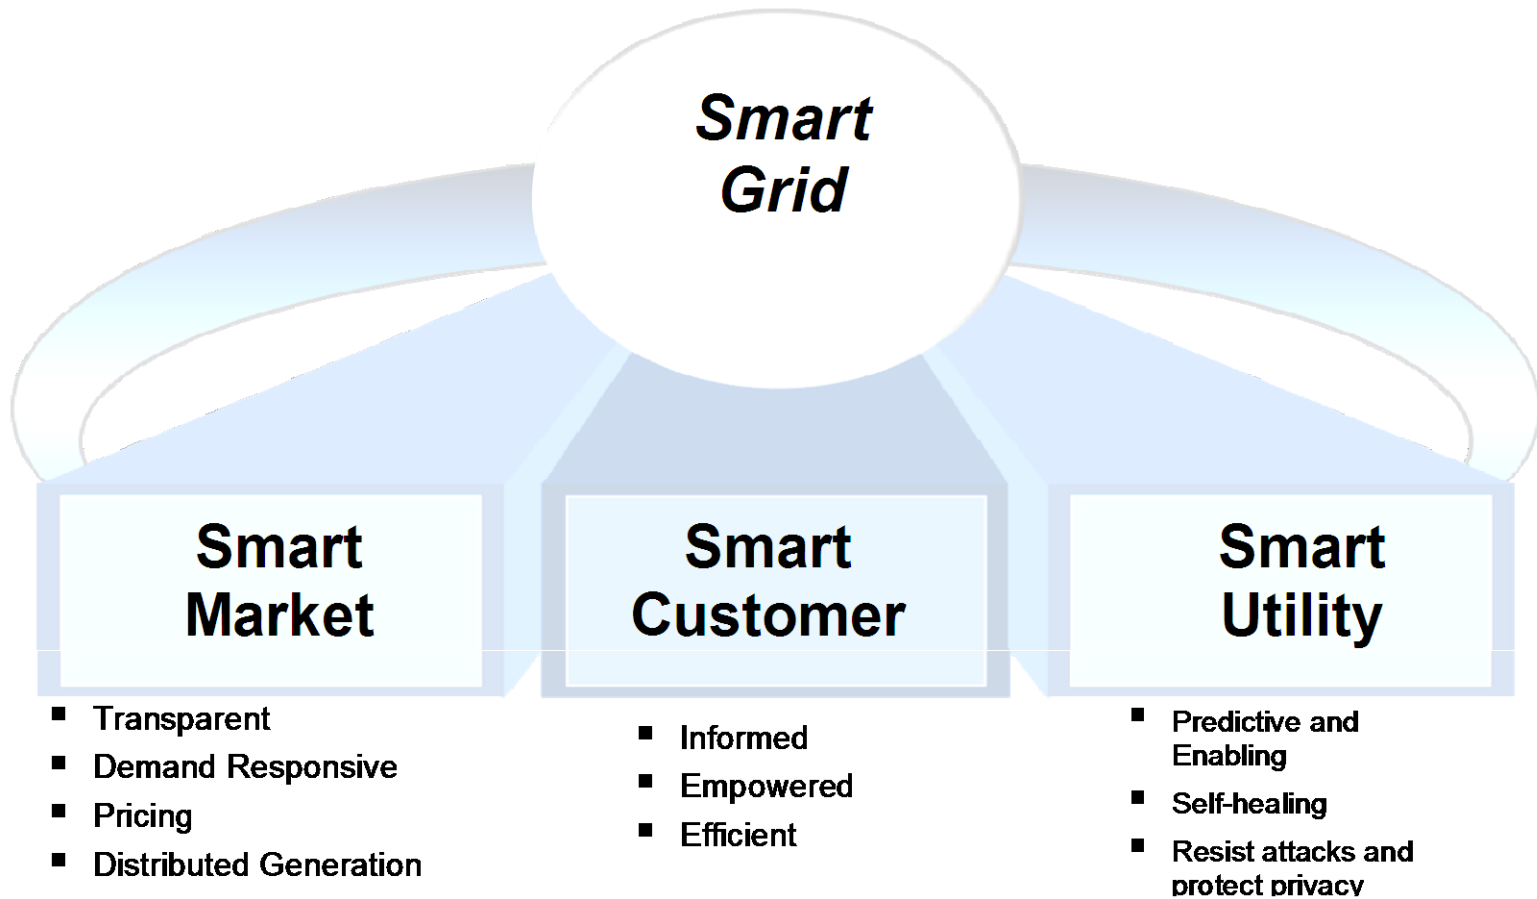 Smart
Grid
Smart
Market
Smart
Customer
Smart
Utility
▪ Transparent
▪ Demand Responsive
▪ Pricing
▪ Distributed Generation
▪ Informed
▪ Empowered
▪ Efficient
▪ Predictive and
Enabling
▪ Self-healing
▪ Resist attacks and
protect privacy